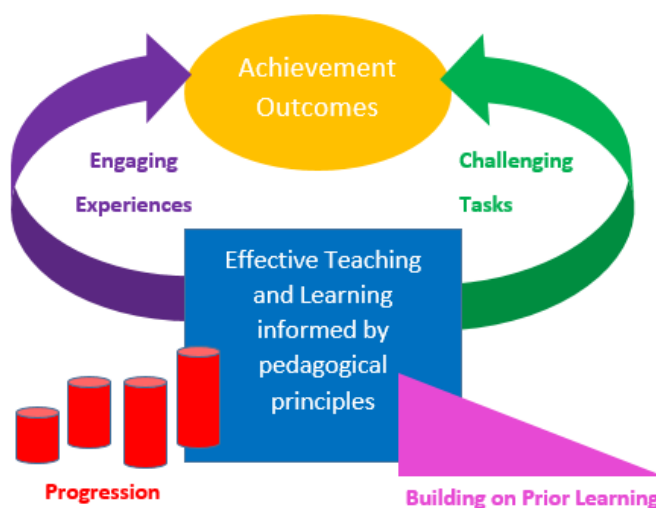 Achievement
Outcomes
Engaging
Experiences
Challenging
Tasks
Effective Teaching
and Learning
informed by
pedagogical
principles
Progression
Building on Prior Learning